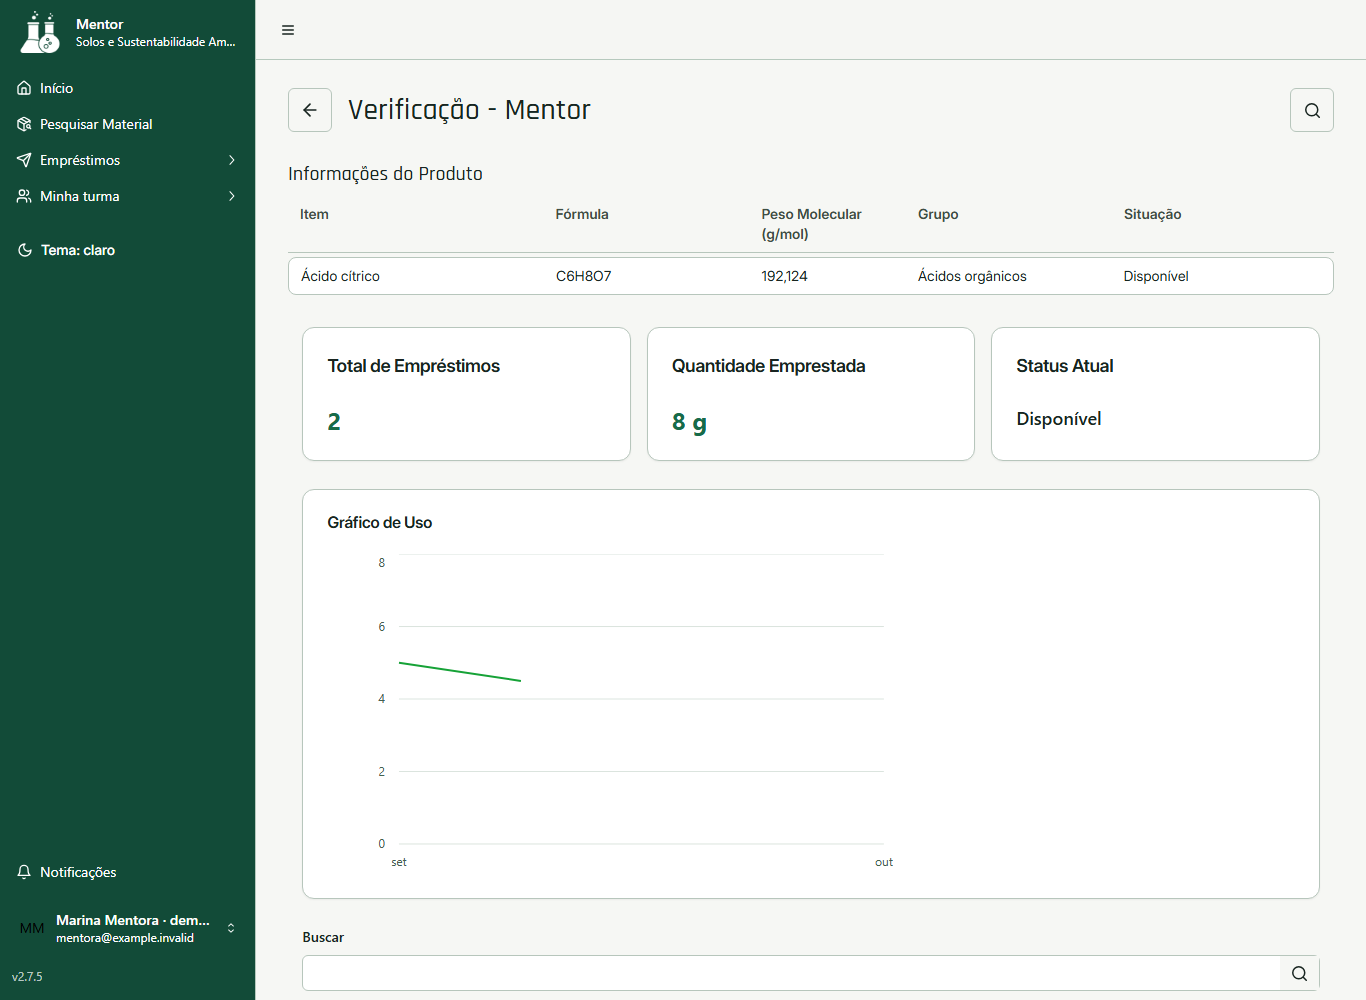 Mentor
Solos e Sustentabilidade Am...
Início
Pesquisar Material
Empréstimos
Minha turma
Tema: claro
Notificações
MM
Marina Mentora · dem...
mentora@example.invalid
v2.7.5
Verificação - Mentor
Informações do Produto
Item Fórmula Peso Molecular (g/mol) Grupo Situação
Ácido cítrico C6H8O7 192,124 Ácidos orgânicos Disponível
Total de Empréstimos
2
Quantidade Emprestada
8 g
Status Atual
Disponível
Gráfico de Uso
8
6
4
2
0
set out
Buscar